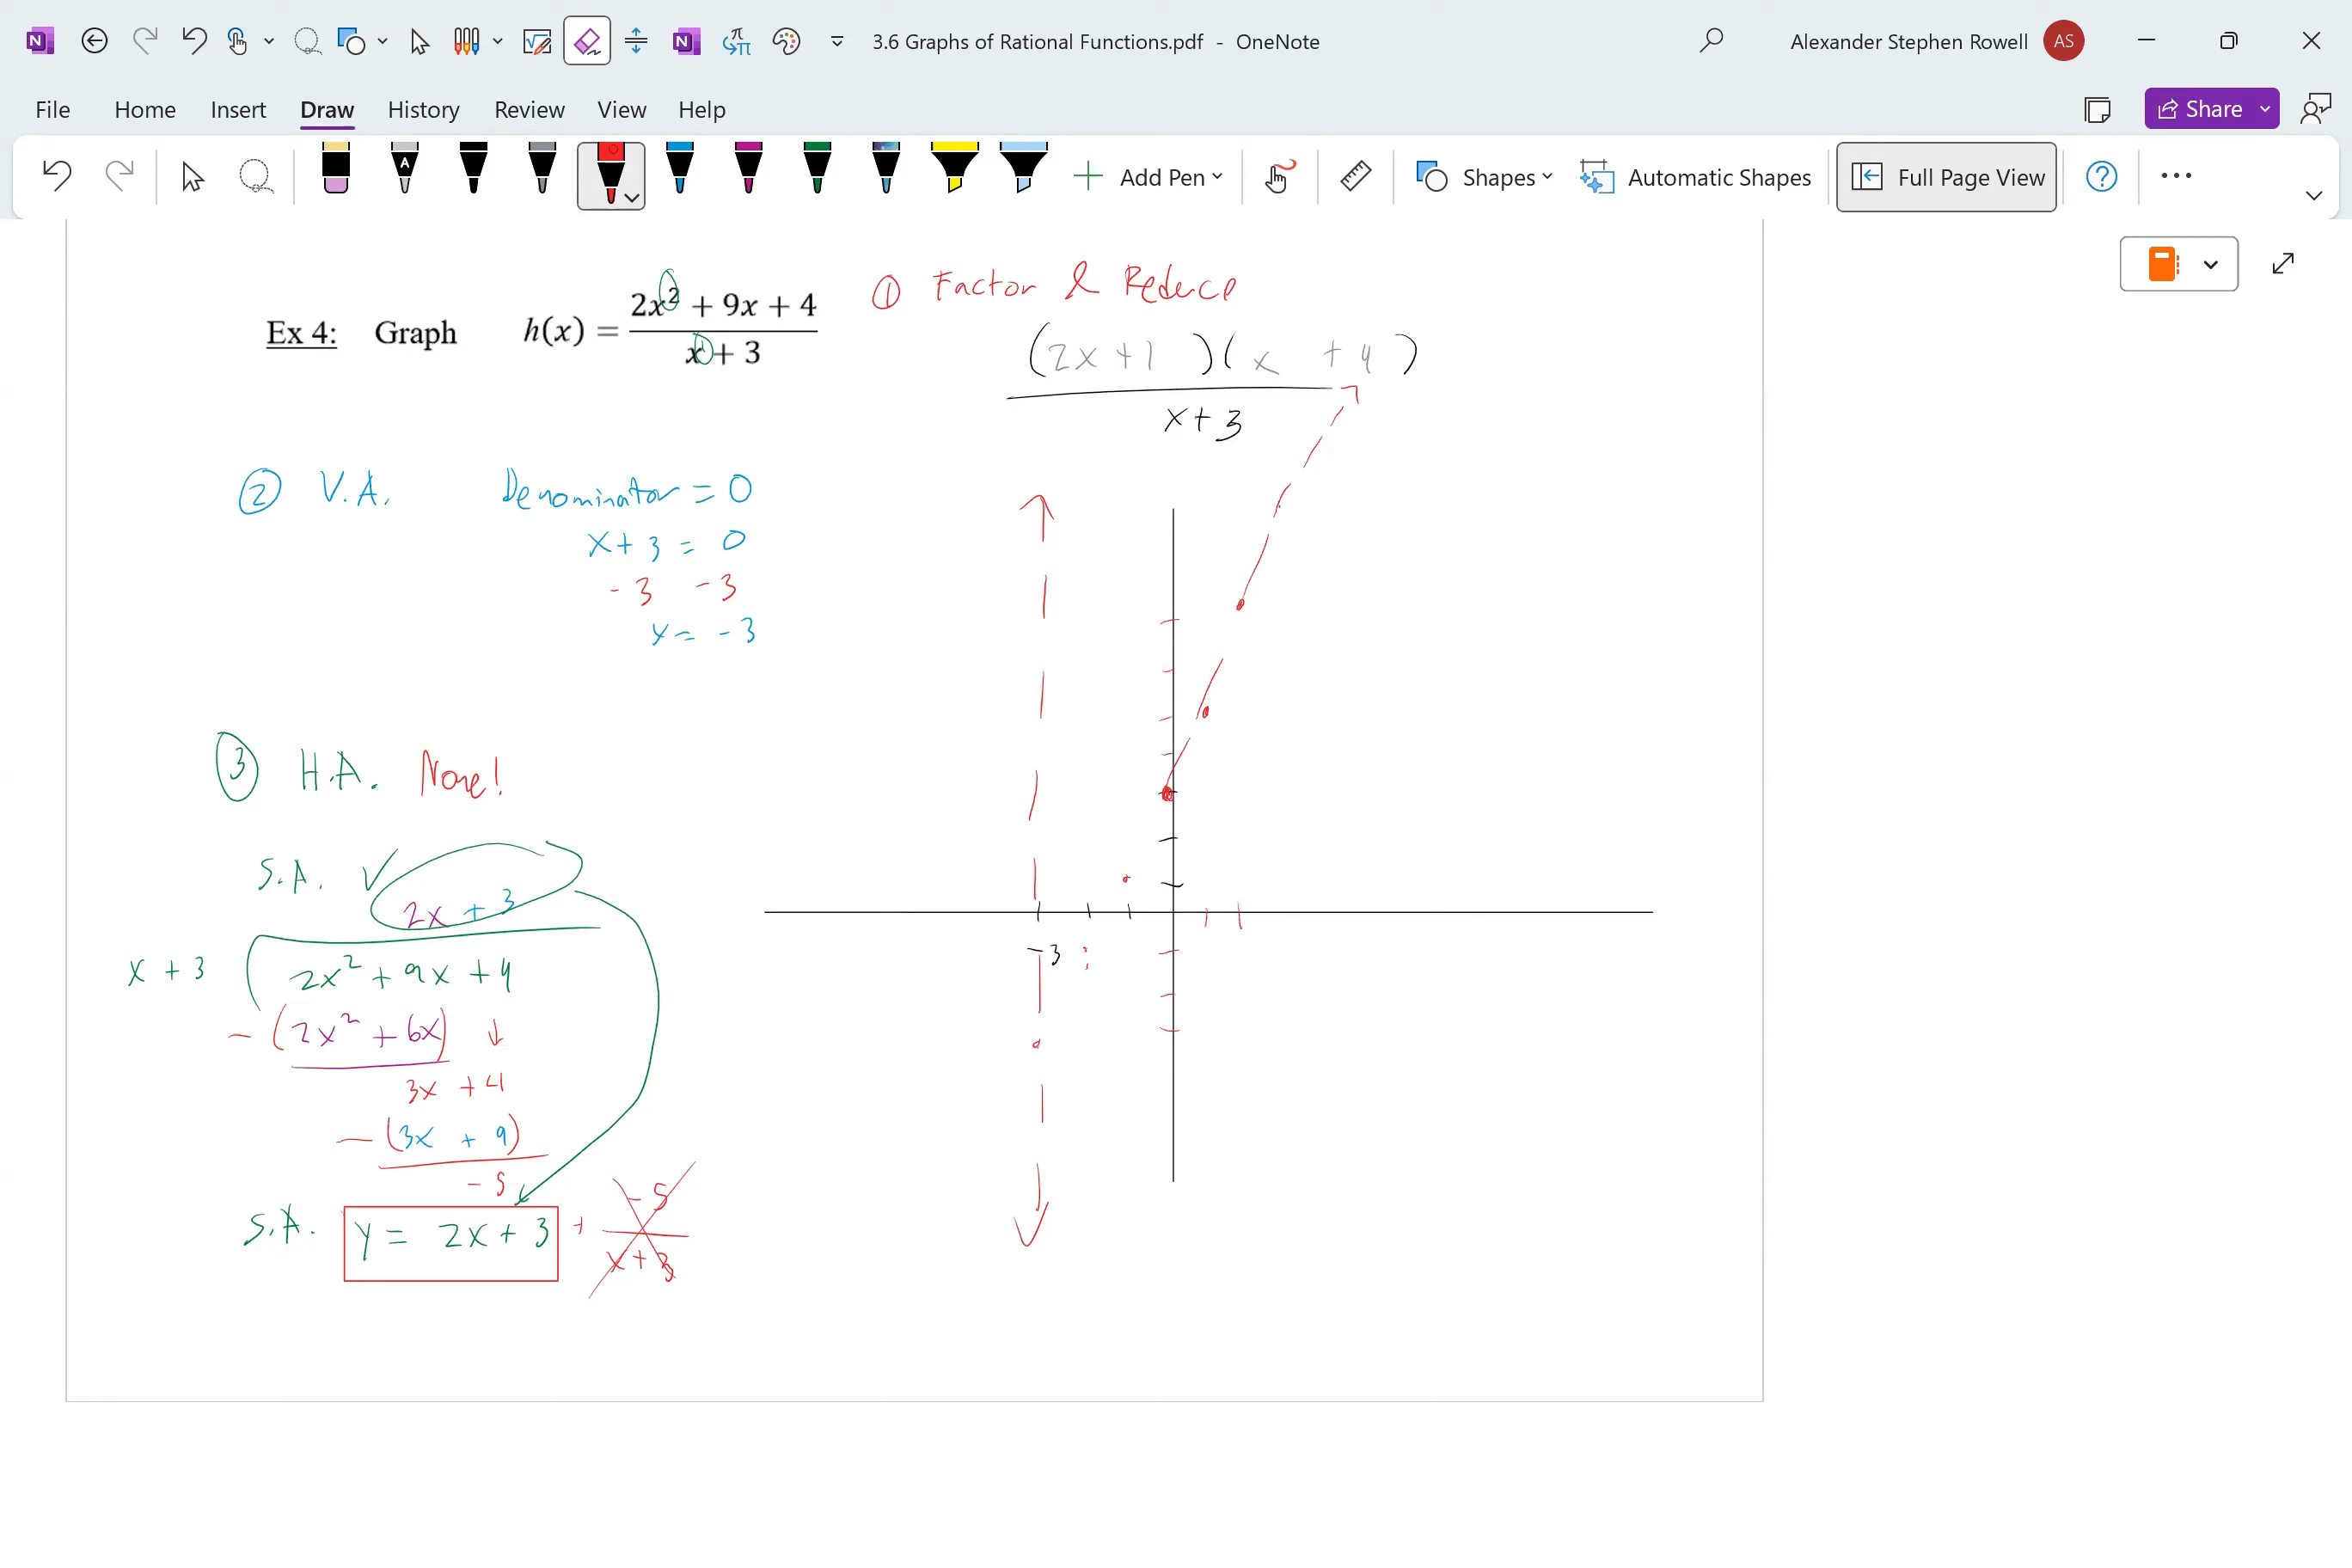 3.6 Graphs of Rational Functions.pdf - OneNote
Alexander Stephen Rowell AS
File Home Insert Draw History Review View Help
Share
Add Pen Shapes Automatic Shapes Full Page View
Ex 4: Graph h(x) = (2x² + 9x + 4)/(x + 3)
① Factor & Reduce
(2x+1)(x+4)
x+3
② V.A. Denominator = 0
x+3 = 0
-3 -3
x = -3
③ H.A. None!
S.A. ✓
2x + 3
x + 3 2x² + 9x + 4
-(2x² + 6x) ↓
3x + 4
-(3x + 9)
-5
S.A. y = 2x + 3 + -5/x+3
-3